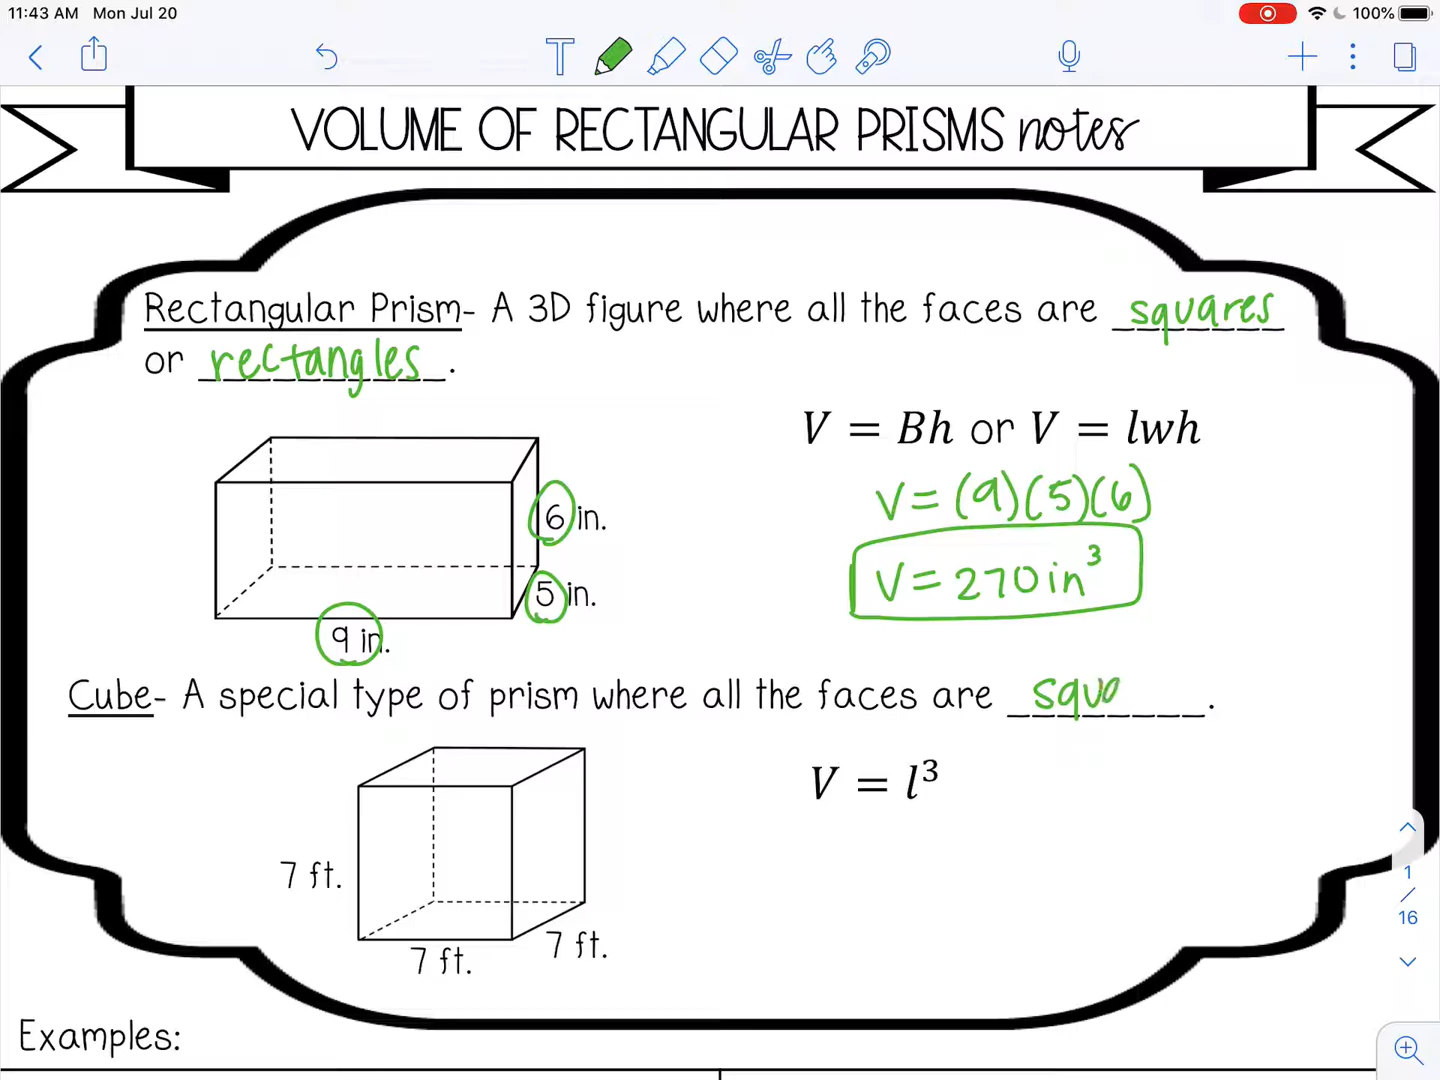 11:43 AM Mon Jul 20
100%
VOLUME OF RECTANGULAR PRISMS notes
Rectangular Prism- A 3D figure where all the faces are squares
or rectangles.
V = Bh or V = lwh
V = (9)(5)(6)
6 in.
V = 270 in³
5 in.
9 in.
Cube- A special type of prism where all the faces are squa.
V = l³
7 ft.
7 ft.
7 ft.
1
/
16
Examples: